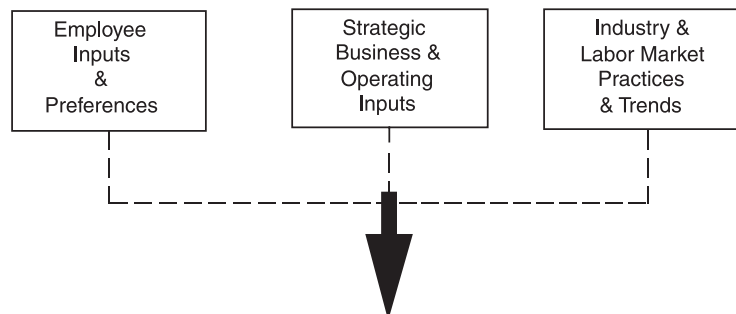 Employee
Inputs
&
Preferences
Strategic
Business &
Operating
Inputs
Industry &
Labor Market
Practices
& Trends